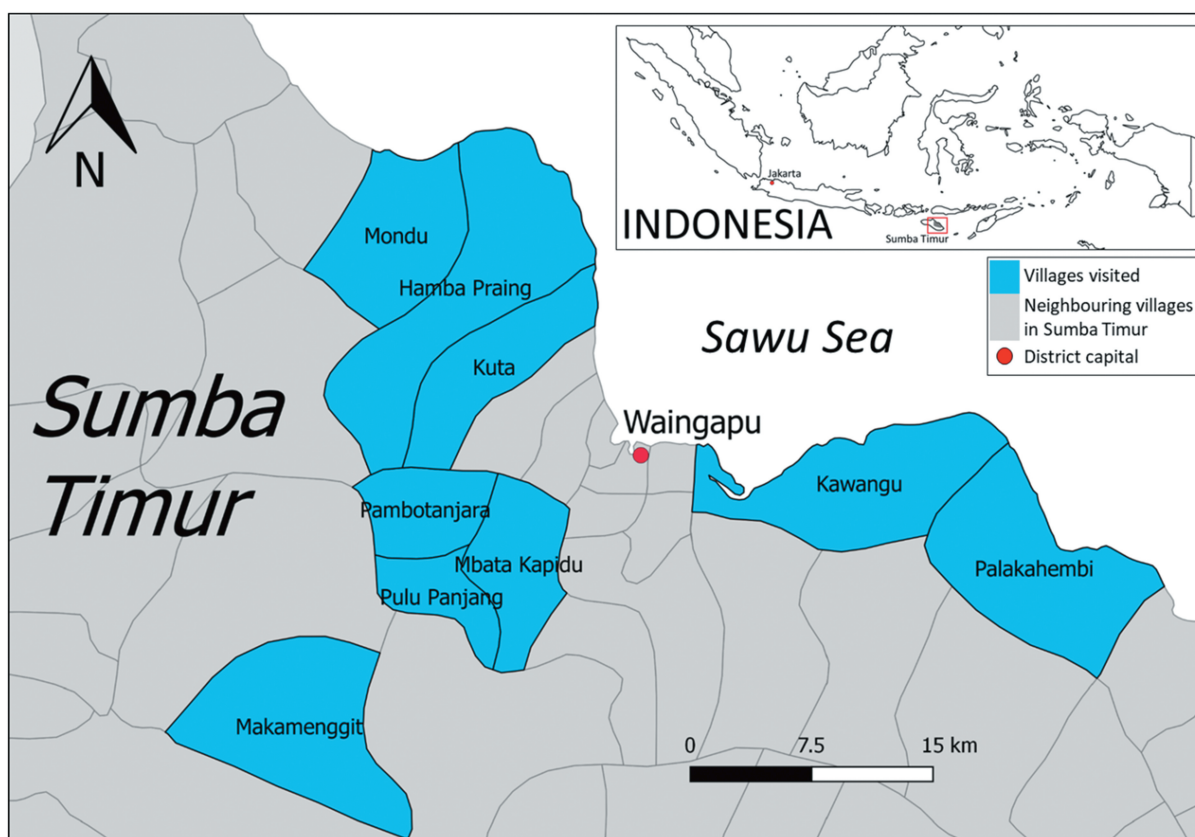 N
Jakarta
INDONESIA
Sumba Timur
Villages visited
Neighbouring villages
in Sumba Timur
District capital
Mondu
Hamba Praing
Sawu Sea
Kuta
Sumba
Timur
Waingapu
Kawangu
Pambotanjara
Mbata Kapidu
Palakahembi
Pulu Panjang
Makamenggit
0 7.5 15 km